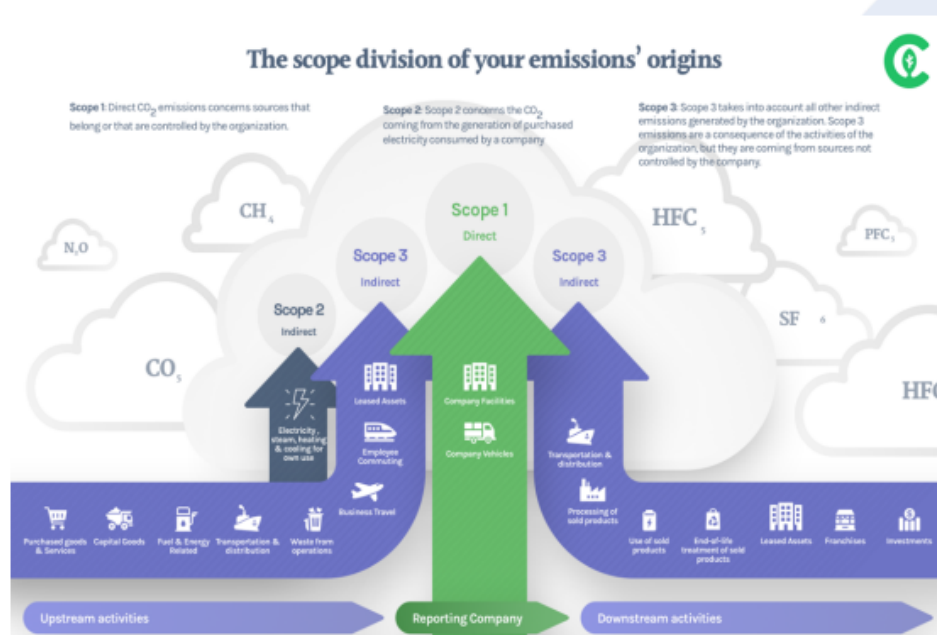 The scope division of your emissions' origins
Scope 1: Direct CO2 emissions concerns sources that
belong or that are controlled by the organization.
Scope 2: Scope 2 concerns the CO2
coming from the generation of purchased
electricity consumed by a company
Scope 3: Scope 3 takes into account all other indirect
emissions generated by the organization. Scope 3
emissions are a consequence of the activities of the
organization, but they are coming from sources not
controlled by the company.
N2O
CH4
HFC5
PFC5
SF 6
CO5
HFC
Scope 2
Indirect
Scope 3
Indirect
Scope 1
Direct
Scope 3
Indirect
Electricity,
steam, heating
& cooling for
own use
Leased Assets
Employee
Commuting
Business Travel
Company Facilities
Company Vehicles
Transportation &
distribution
Processing of
sold products
Purchased goods
& Services
Capital Goods
Fuel & Energy
Related
Transportation &
distribution
Waste from
operations
Use of sold
products
End-of-life
treatment of sold
products
Leased Assets
Franchises
Investments
Upstream activities
Reporting Company
Downstream activities